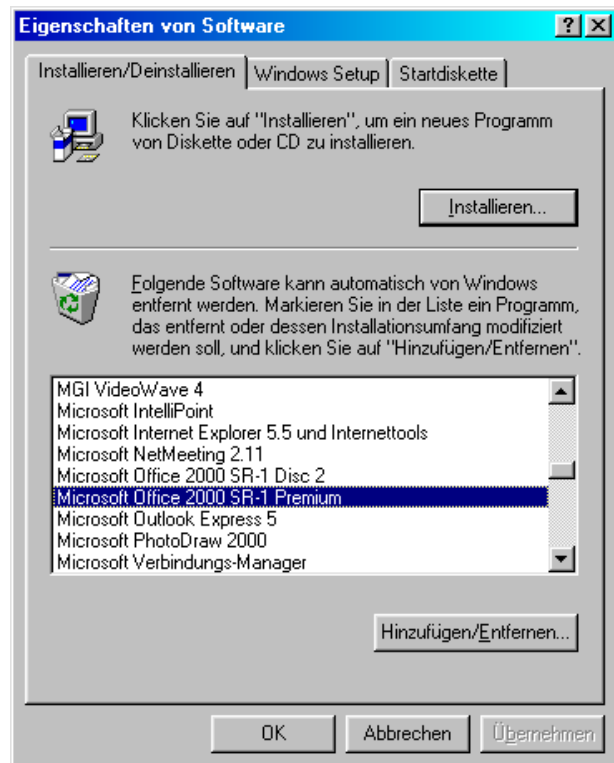 Eigenschaften von Software
Installieren/Deinstallieren
Windows Setup
Startdiskette
Klicken Sie auf "Installieren", um ein neues Programm
von Diskette oder CD zu installieren.
Installieren...
Folgende Software kann automatisch von Windows
entfernt werden. Markieren Sie in der Liste ein Programm,
das entfernt oder dessen Installationsumfang modifiziert
werden soll, und klicken Sie auf "Hinzufügen/Entfernen".
MGI VideoWave 4
Microsoft IntelliPoint
Microsoft Internet Explorer 5.5 und Internettools
Microsoft NetMeeting 2.11
Microsoft Office 2000 SR-1 Disc 2
Microsoft Office 2000 SR-1 Premium
Microsoft Outlook Express 5
Microsoft PhotoDraw 2000
Microsoft Verbindungs-Manager
Hinzufügen/Entfernen...
OK
Abbrechen
Übernehmen